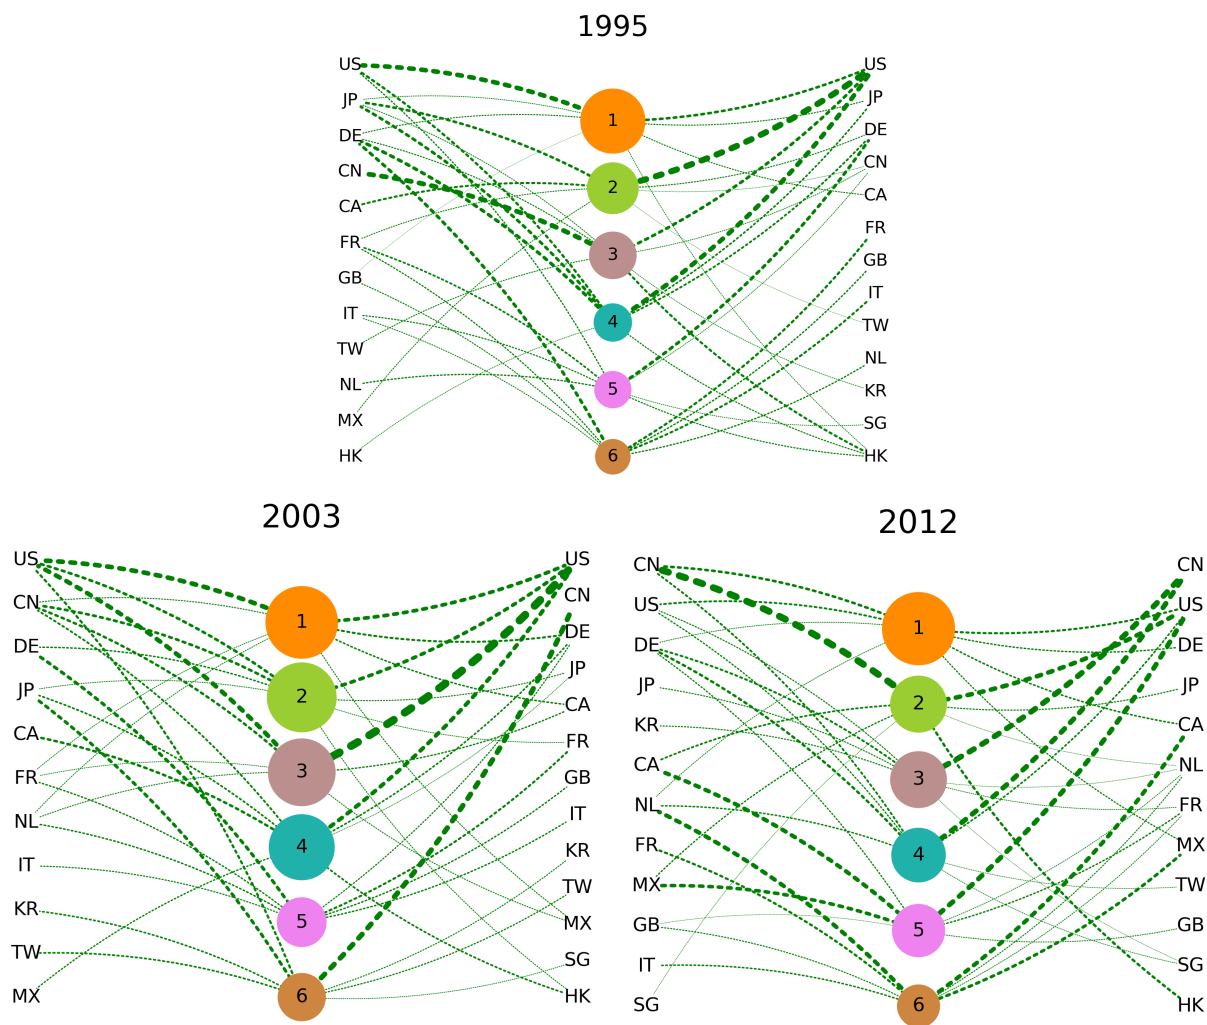 1995
US
JP
DE
CN
CA
FR
GB
IT
TW
NL
MX
HK
1
2
3
4
5
6
US
JP
DE
CN
CA
FR
GB
IT
TW
NL
KR
SG
HK
2003
US
CN
DE
JP
CA
FR
NL
IT
KR
TW
MX
1
2
3
4
5
6
US
CN
DE
JP
CA
FR
GB
IT
KR
TW
MX
SG
HK
2012
CN
US
DE
JP
KR
CA
NL
FR
MX
GB
IT
SG
1
2
3
4
5
6
CN
US
DE
JP
CA
NL
FR
MX
TW
GB
SG
HK